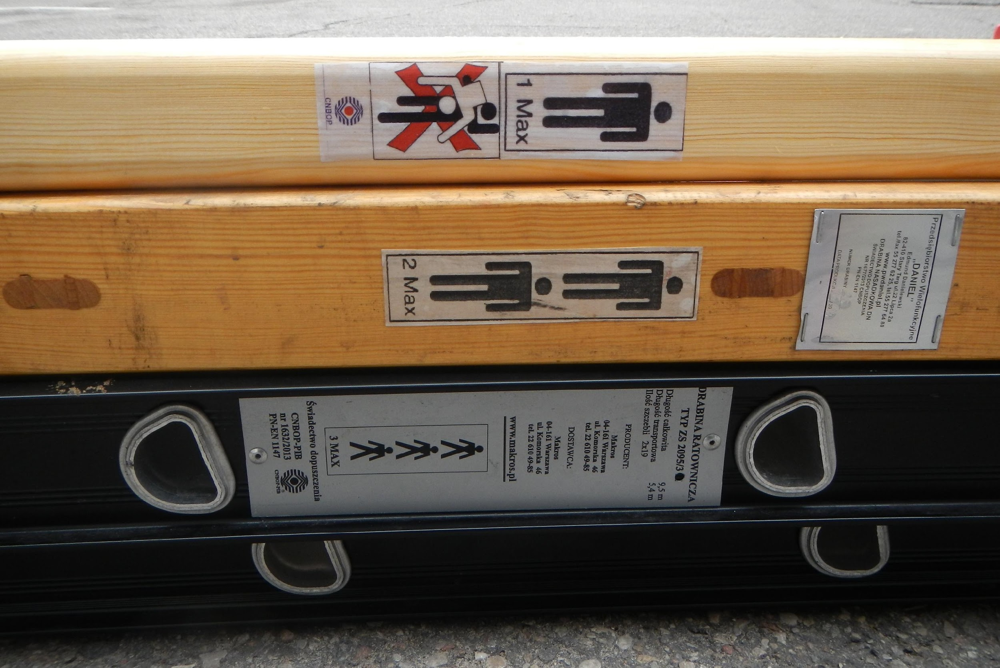 1 Max
CNBOP
2 Max
Przedsiębiorstwo Wielofunkcyjne
„DANIEL”
Edmund Danielewski
82-410 Stary Targ ul.22 Lipca 2a
tel./fax 55 277 62 25, tel.55 277 64 80
www.pwdaniel.pl
DRABINA NASADKOWA DN
ŚWIADECTWO DOPUSZCZENIA
NR 1677/2013 CNBOP
PN-EN 1147
NUMER DRABINY
DATA PRODUKCJI 20
DRABINA RATOWNICZA
TYP ZS 2095/3
Długość całkowita 9,5 m
Długość transportowa 5,4 m
Ilość szczebli 2x19
PRODUCENT:
Makros
04-161 Warszawa
ul. Komorska 46
tel. 22 610 49-85
DOSTAWCA:
Makros
04-161 Warszawa
ul. Komorska 46
tel. 22 610 49-85
www.makros.pl
3 MAX
Świadectwo dopuszczenia
CNBOP-PIB
nr 1632/2013
PN-EN 1147
CNBOP-PIB ®